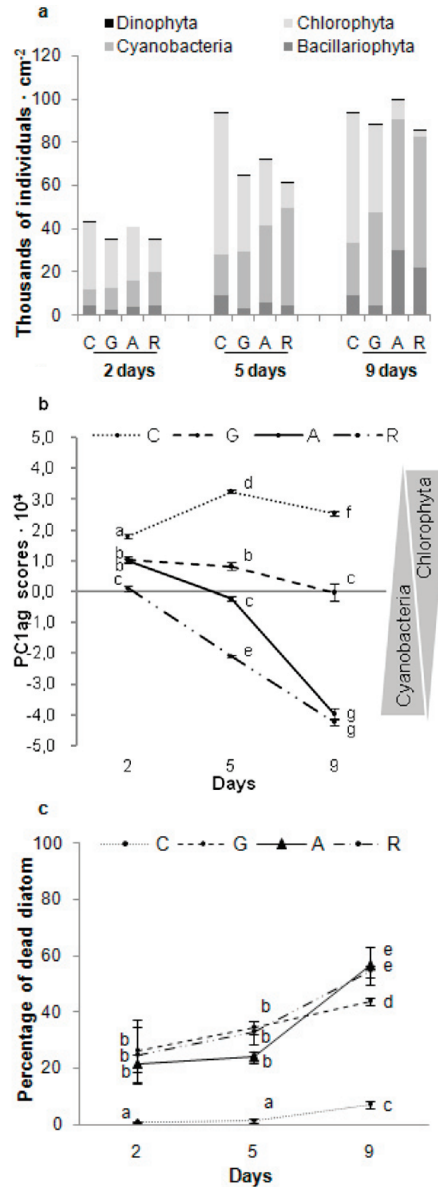 a
Dinophyta Chlorophyta
Cyanobacteria Bacillariophyta
Thousands of individuals · cm-2
120
100
80
60
40
20
0
C G A R C G A R C G A R
2 days 5 days 9 days
b
C G A R
PC1ag scores · 10⁴
5,0
4,0
3,0
2,0
1,0
0,0
-1,0
-2,0
-3,0
-4,0
-5,0
a
b
b
c
d
b
c
e
f
c
g
g
Cyanobacteria
Chlorophyta
2 5 9
Days
c
C G A R
Percentage of dead diatom
100
80
60
40
20
0
b
b
b
a
b
b
b
a
e
e
d
c
2 5 9
Days